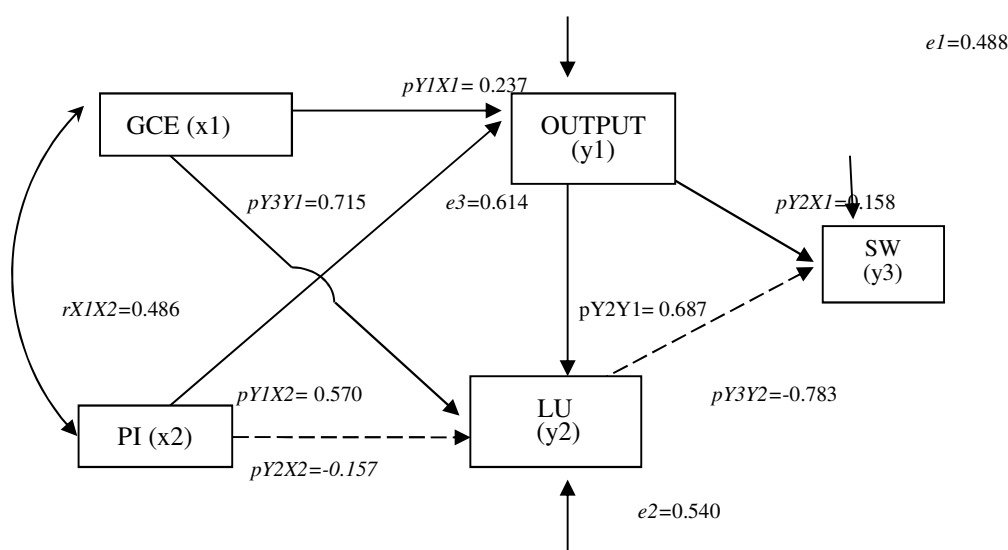 e1=0.488
pY1X1= 0.237
GCE (x1)
OUTPUT
(y1)
pY3Y1=0.715
e3=0.614
pY2X1=0.158
SW
(y3)
rX1X2=0.486
pY2Y1= 0.687
pY1X2= 0.570
pY3Y2=-0.783
LU
(y2)
PI (x2)
pY2X2=-0.157
e2=0.540